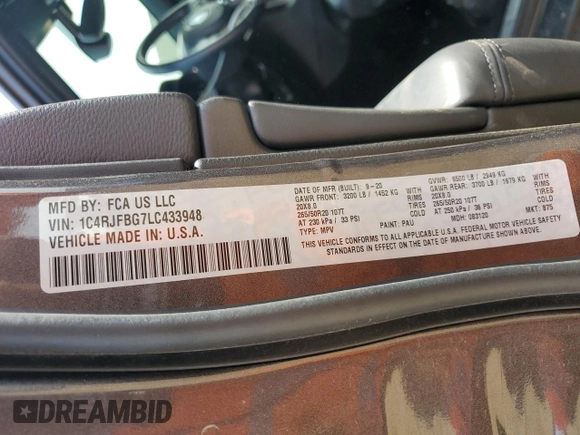 MFD BY: FCA US LLC
VIN: 1C4RJFBG7LC433948
VEHICLE MADE IN: U.S.A.
DATE OF MFR (BUILT): 9-20
GAWR FRONT: 3200 LB / 1452 KG WITH
20X8.0 RIMS
265/50R20 107T TIRES
AT 230 kPa / 33 PSI
TYPE: MPV PAINT: PAU
GVWR: 6500 LB / 2949 KG
GAWR REAR: 3700 LB / 1679 KG WITH
20X8.0 RIMS
265/50R20 107T TIRES
AT 250 kPa / 36 PSI
MDH: 083120 MKT: 875
THIS VEHICLE CONFORMS TO ALL APPLICABLE U.S.A. FEDERAL MOTOR VEHICLE SAFETY
STANDARDS IN EFFECT ON THE DATE OF MANUFACTURE SHOWN ABOVE.
DREAMBID